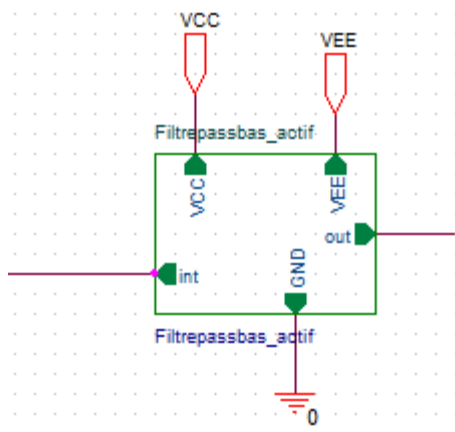 VCC
VEE
Filtrepassbas_actif
VCC
VEE
out
int
GND
Filtrepassbas_actif
0